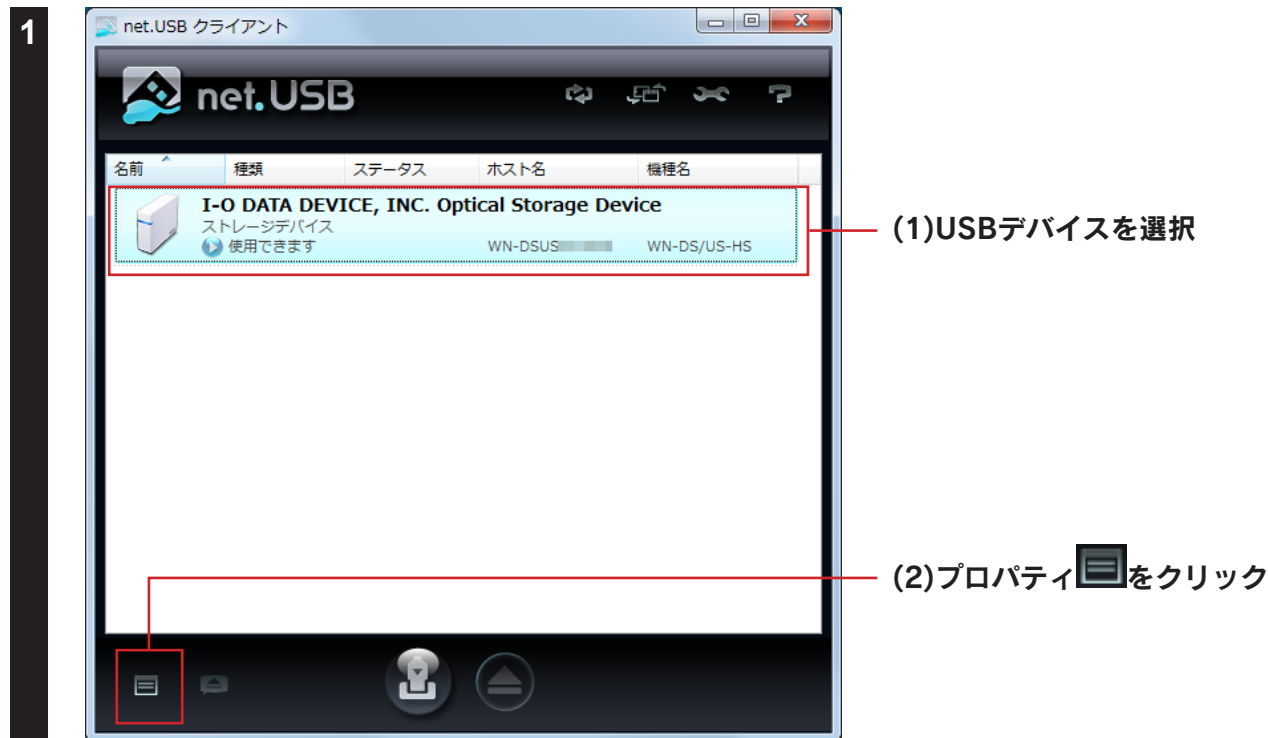 1
net.USB クライアント
net.USB
名前 種類 ステータス ホスト名 機種名
I-O DATA DEVICE, INC. Optical Storage Device
ストレージデバイス
使用できます WN-DSUS WN-DS/US-HS
(1)USBデバイスを選択
(2)プロパティをクリック